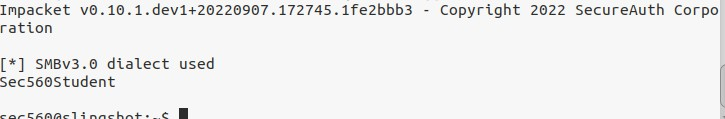 Impacket v0.10.1.dev1+20220907.172745.1fe2bbb3 - Copyright 2022 SecureAuth Corpo
ration
[*] SMBv3.0 dialect used
Sec560Student
sec560@slingshot:~$